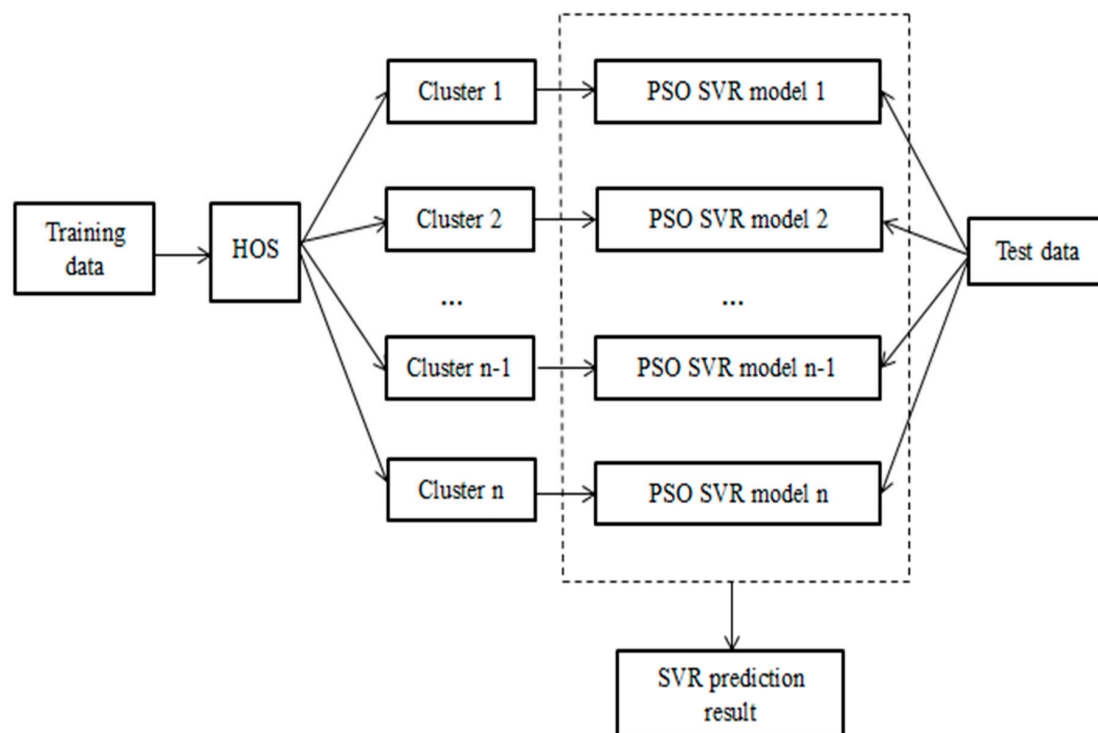 Cluster 1
PSO SVR model 1
Training
data
HOS
Cluster 2
PSO SVR model 2
Test data
...
...
Cluster n-1
PSO SVR model n-1
Cluster n
PSO SVR model n
SVR prediction
result